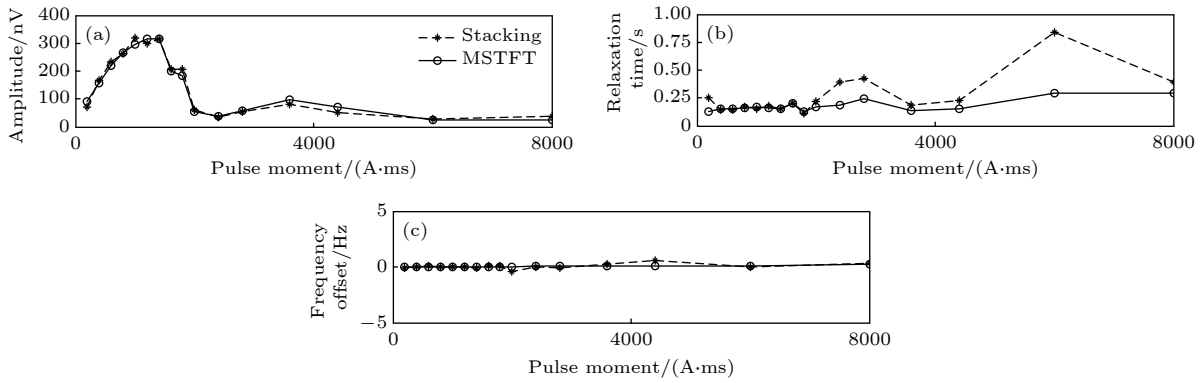 (a)
Stacking
MSTFT
Amplitude/nV
400
300
200
100
0
0
4000
8000
Pulse moment/(A·ms)
(b)
Relaxation
time/s
1.00
0.75
0.50
0.25
0
0
4000
8000
Pulse moment/(A·ms)
(c)
Frequency
offset/Hz
5
0
−5
0
4000
8000
Pulse moment/(A·ms)